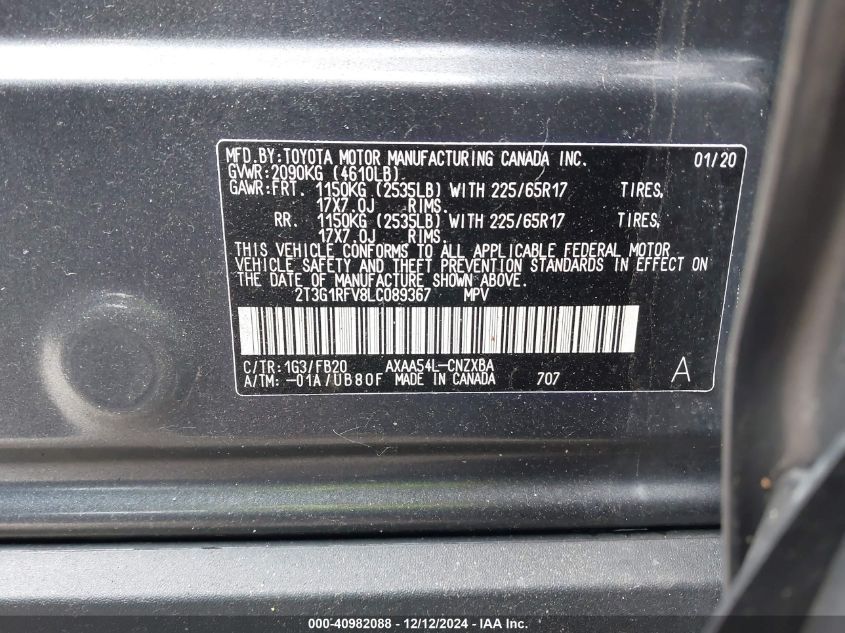 MFD.BY:TOYOTA MOTOR MANUFACTURING CANADA INC. 01/20
GVWR:2090KG (4610LB)
GAWR:FRT. 1150KG (2535LB) WITH 225/65R17 TIRES,
17X7.0J RIMS.
RR. 1150KG (2535LB) WITH 225/65R17 TIRES,
17X7.0J RIMS.
THIS VEHICLE CONFORMS TO ALL APPLICABLE FEDERAL MOTOR
VEHICLE SAFETY AND THEFT PREVENTION STANDARDS IN EFFECT ON
THE DATE OF MANUFACTURE SHOWN ABOVE.
2T3G1RFV8LC089367 MPV
C/TR:1G3/FB20 AXAA54L-CNZXBA
A/TM:-01A/UB80F MADE IN CANADA 707 A
000-40982088 - 12/12/2024 - IAA Inc.